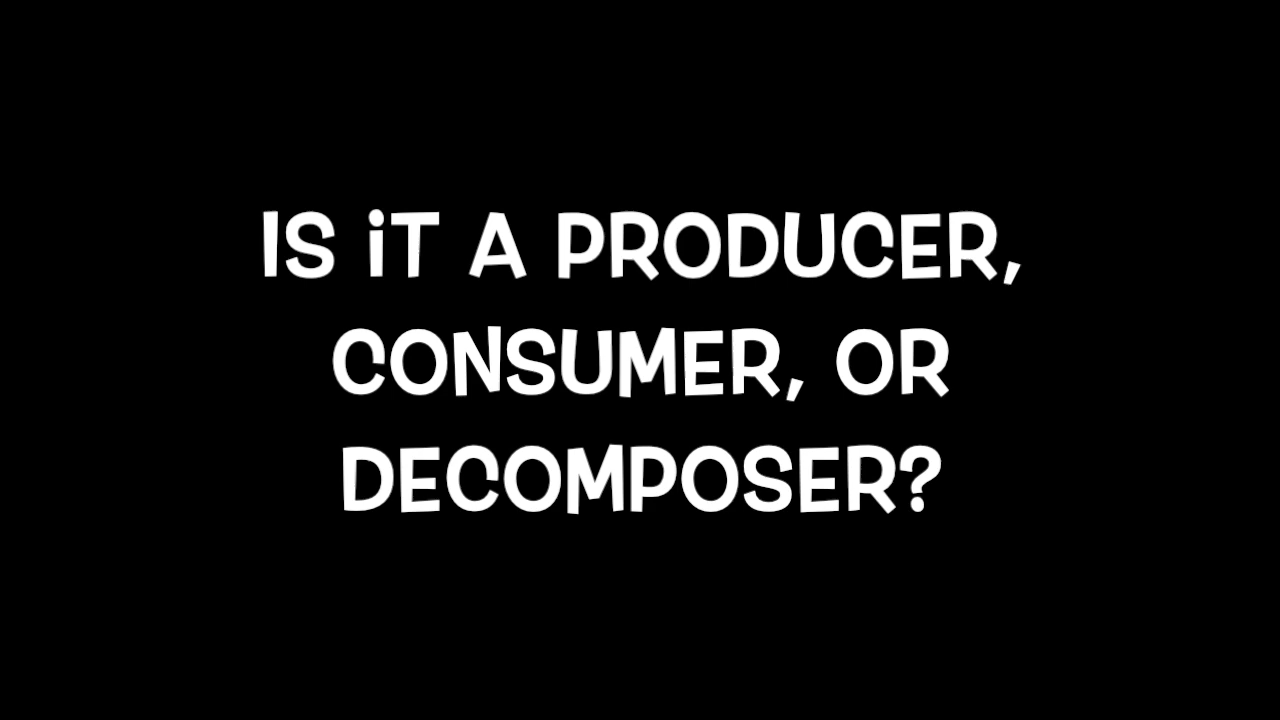 IS iT A PRODUCER,
CONSUMER, OR
DECOMPOSER?